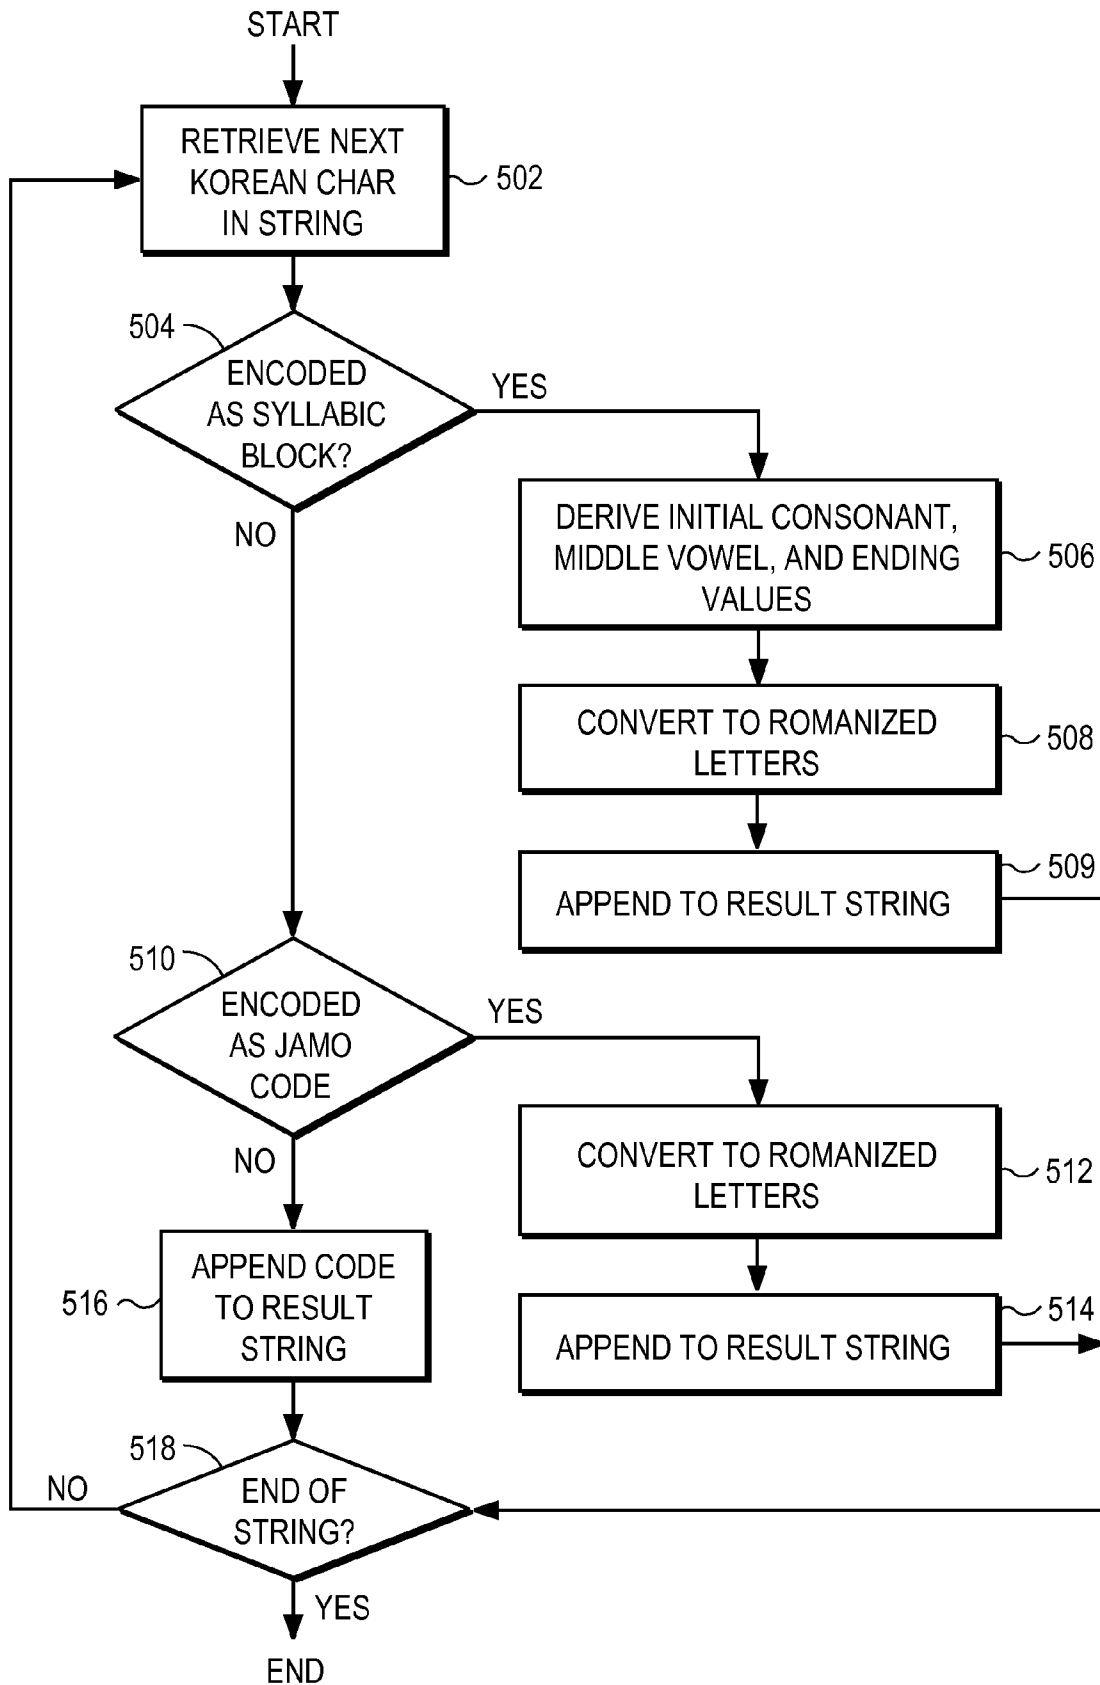 START
RETRIEVE NEXT
KOREAN CHAR
IN STRING
502
504
ENCODED
AS SYLLABIC
BLOCK?
YES
NO
DERIVE INITIAL CONSONANT,
MIDDLE VOWEL, AND ENDING
VALUES
506
CONVERT TO ROMANIZED
LETTERS
508
APPEND TO RESULT STRING
509
510
ENCODED
AS JAMO
CODE
YES
NO
CONVERT TO ROMANIZED
LETTERS
512
APPEND TO RESULT STRING
514
APPEND CODE
TO RESULT
STRING
516
518
END OF
STRING?
NO
YES
END